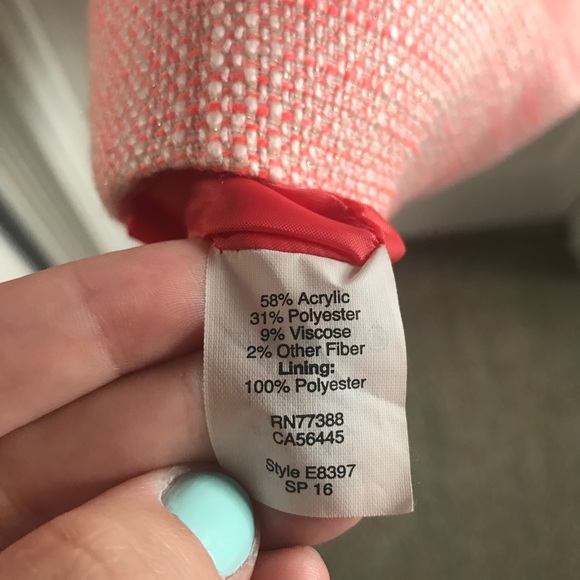 58% Acrylic
31% Polyester
9% Viscose
2% Other Fiber
Lining:
100% Polyester
RN77388
CA56445
Style E8397
SP 16